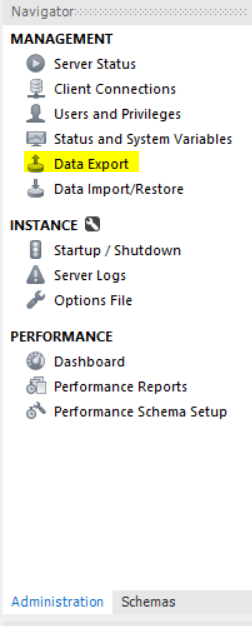 Navigator
MANAGEMENT
Server Status
Client Connections
Users and Privileges
Status and System Variables
Data Export
Data Import/Restore
INSTANCE
Startup / Shutdown
Server Logs
Options File
PERFORMANCE
Dashboard
Performance Reports
Performance Schema Setup
Administration Schemas